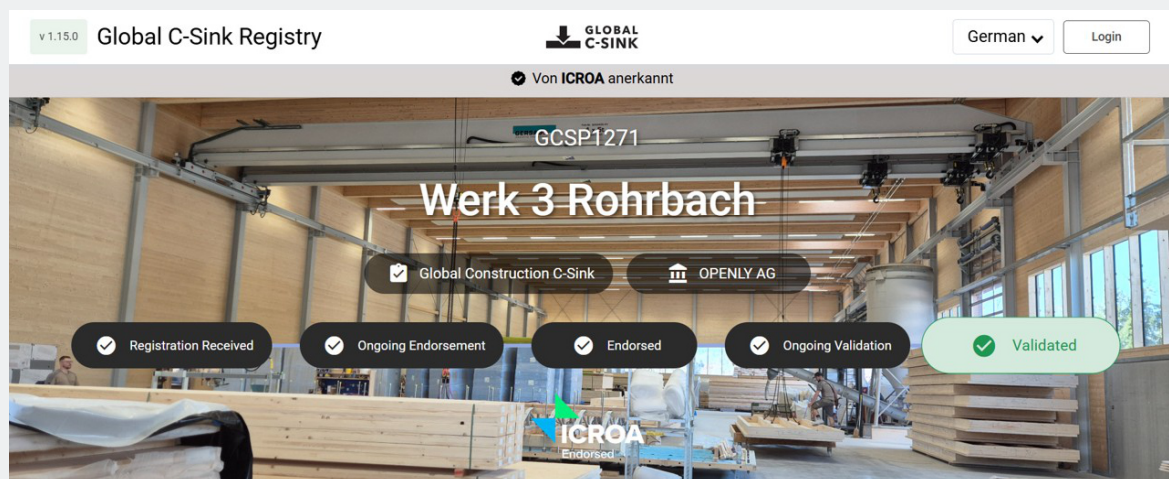 v 1.15.0 Global C-Sink Registry
GLOBAL
C-SINK
German
Login
Von ICROA anerkannt
GCSP1271
Werk 3 Rohrbach
Global Construction C-Sink
OPENLY AG
Registration Received
Ongoing Endorsement
Endorsed
Ongoing Validation
Validated
ICROA
Endorsed